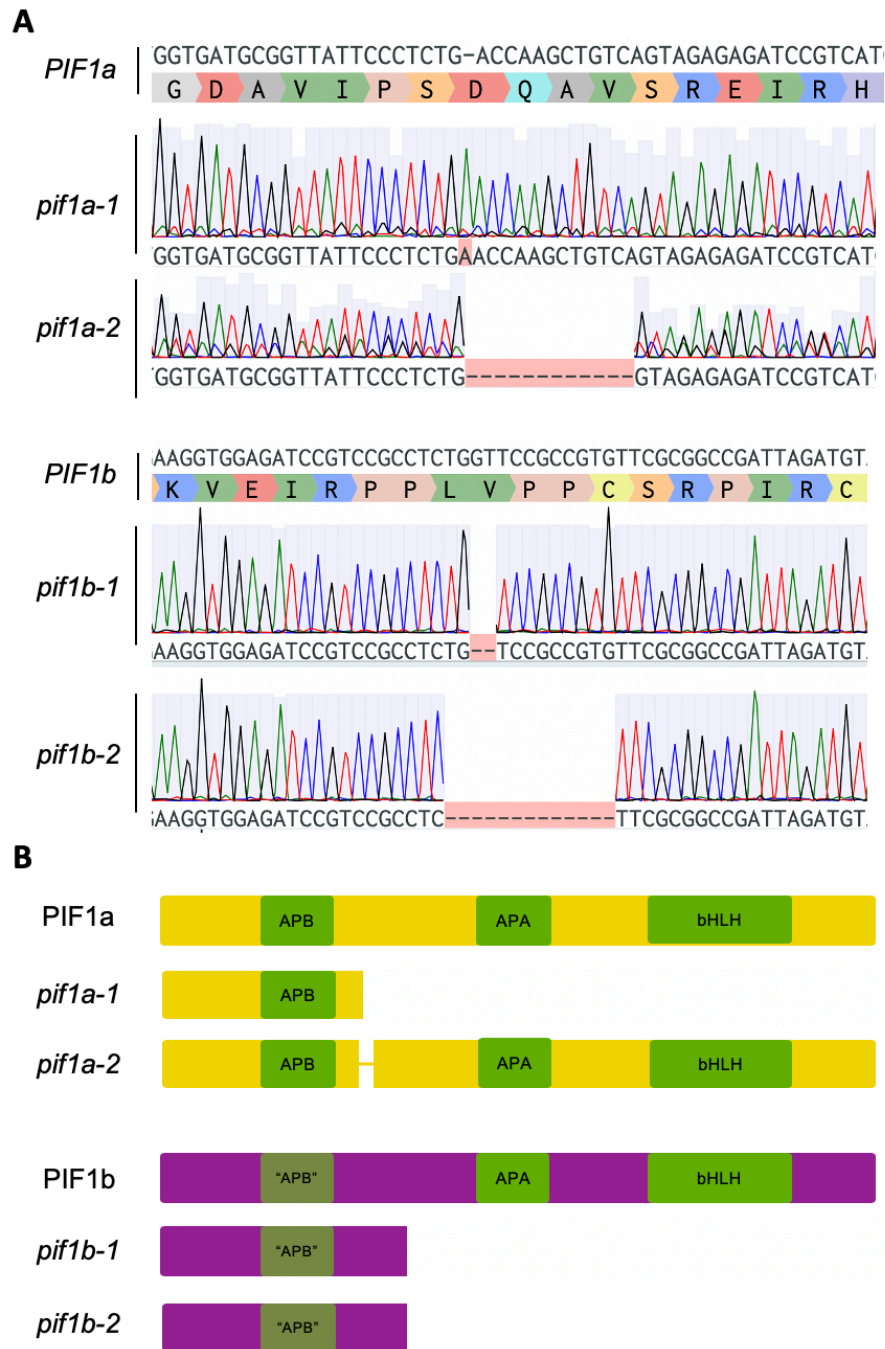 A
PIF1a
GGTGATGCGGTTATTCCCTCTG-ACCAAGCTGTCAGTAGAGAGATCCGTCAT
G D A V I P S D Q A V S R E I R H
pif1a-1
GGTGATGCGGTTATTCCCTCTGAACCAAGCTGTCAGTAGAGAGATCCGTCAT
pif1a-2
GGTGATGCGGTTATTCCCTCTG-------------GTAGAGAGATCCGTCAT
PIF1b
AAGGTGGAGATCCGTCCGCCTCTGGTTCCGCCGTGTTCGCGGCCGATTAGATGT
K V E I R P P L V P P C S R P I R C
pif1b-1
AAGGTGGAGATCCGTCCGCCTCTG--TCCGCCGTGTTCGCGGCCGATTAGATGT
pif1b-2
AAGGTGGAGATCCGTCCGCCTC-------------TTCGCGGCCGATTAGATGT
B
PIF1a APB APA bHLH
pif1a-1 APB
pif1a-2 APB APA bHLH
PIF1b "APB" APA bHLH
pif1b-1 "APB"
pif1b-2 "APB"